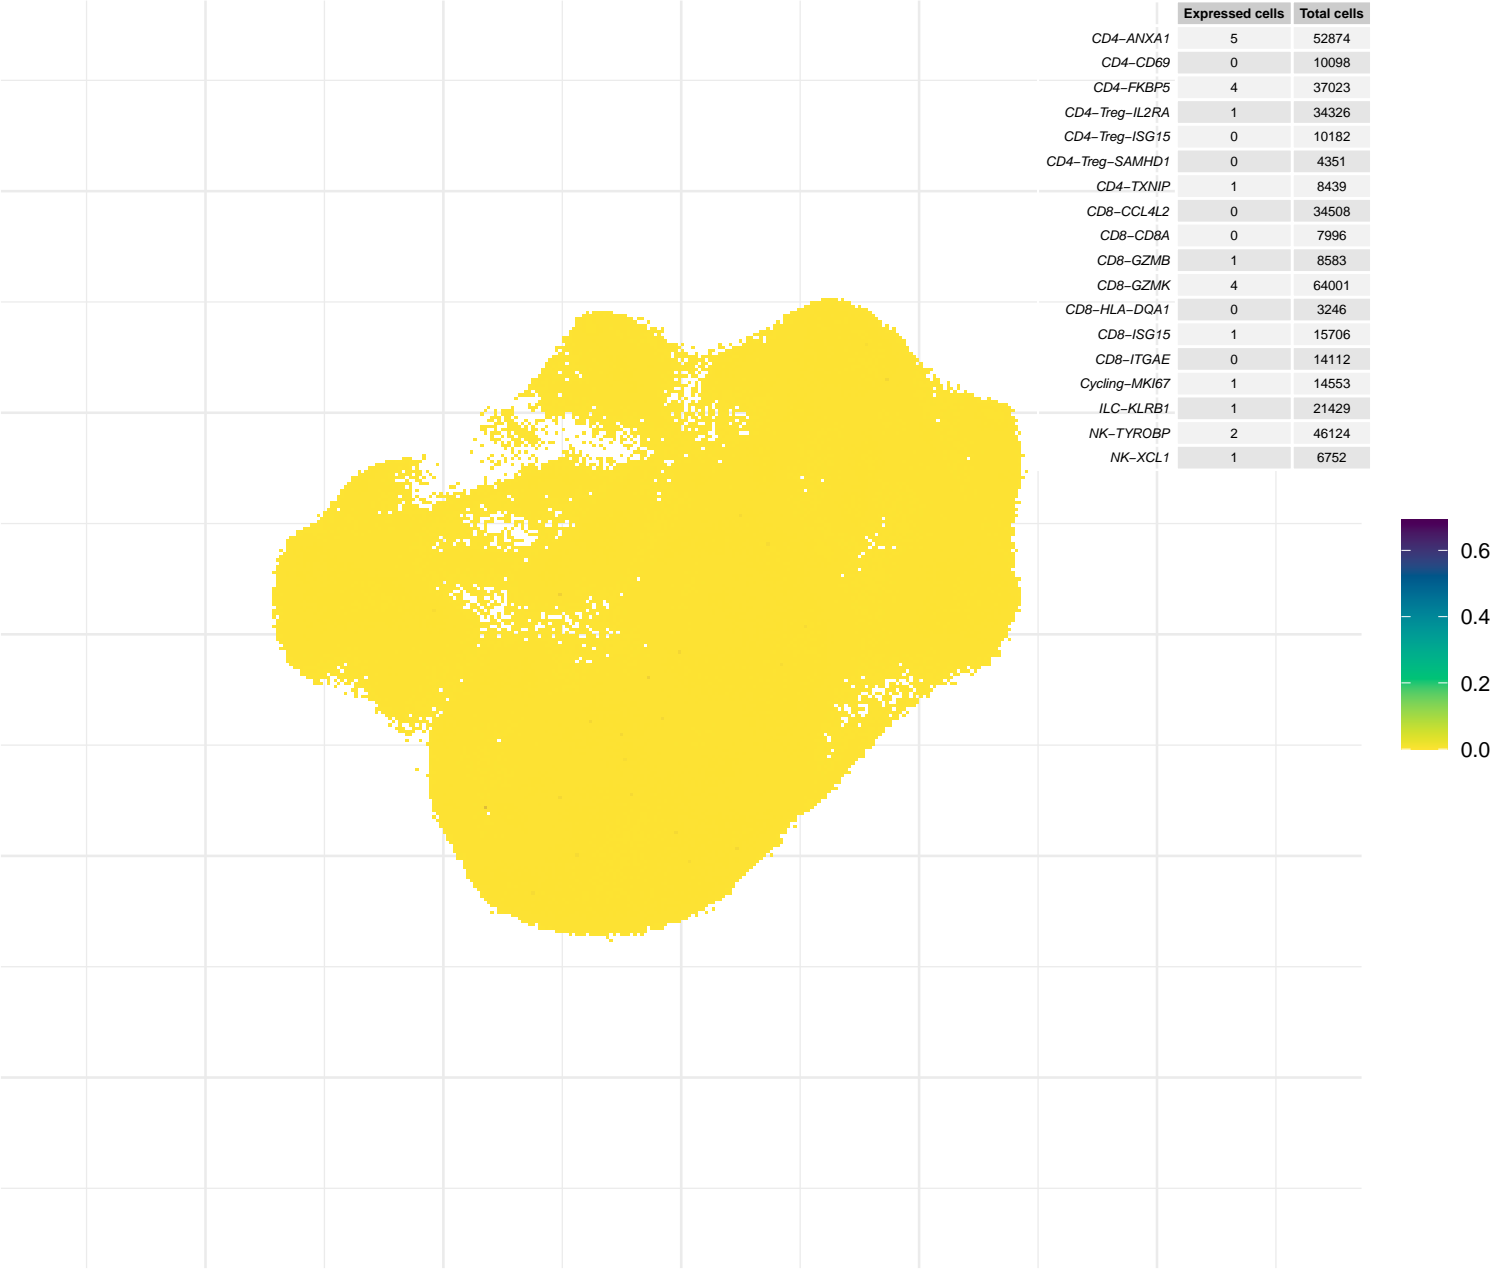 Expressed cells Total cells
CD4−ANXA1 5 52874
CD4−CD69 0 10098
CD4−FKBP5 4 37023
CD4−Treg−IL2RA 1 34326
CD4−Treg−ISG15 0 10182
CD4−Treg−SAMHD1 0 4351
CD4−TXNIP 1 8439
CD8−CCL4L2 0 34508
CD8−CD8A 0 7996
CD8−GZMB 1 8583
CD8−GZMK 4 64001
CD8−HLA−DQA1 0 3246
CD8−ISG15 1 15706
CD8−ITGAE 0 14112
Cycling−MKI67 1 14553
ILC−KLRB1 1 21429
NK−TYROBP 2 46124
NK−XCL1 1 6752
0.6
0.4
0.2
0.0